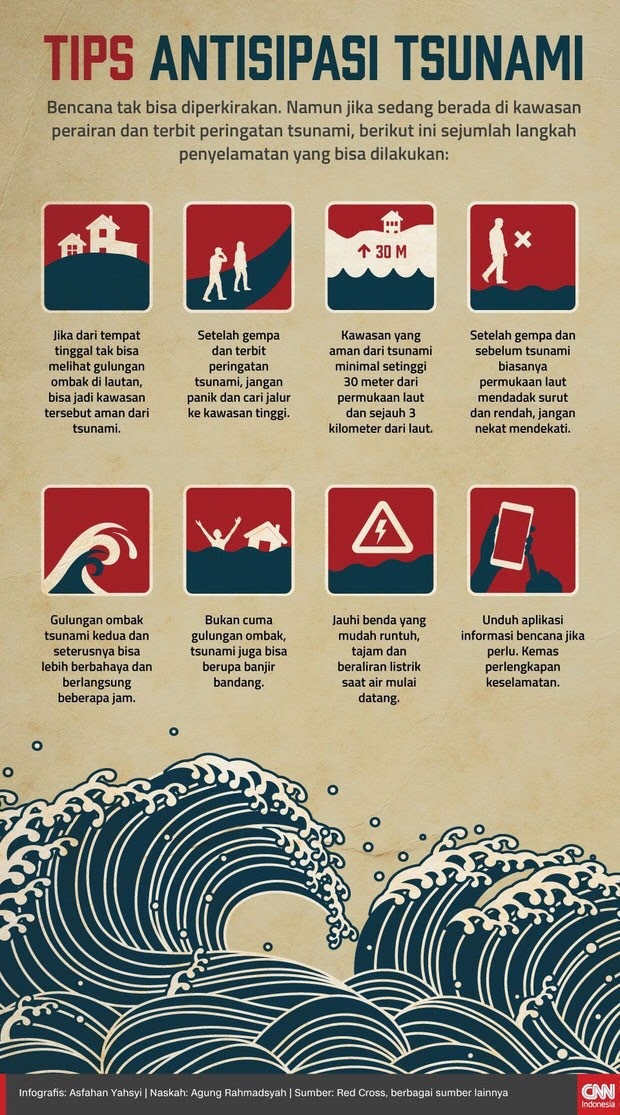 TIPS ANTISIPASI TSUNAMI
Bencana tak bisa diperkirakan. Namun jika sedang berada di kawasan
perairan dan terbit peringatan tsunami, berikut ini sejumlah langkah
penyelamatan yang bisa dilakukan:
Jika dari tempat
tinggal tak bisa
melihat gulungan
ombak di lautan,
bisa jadi kawasan
tersebut aman dari
tsunami.
Setelah gempa
dan terbit
peringatan
tsunami, jangan
panik dan cari jalur
ke kawasan tinggi.
30 M
Kawasan yang
aman dari tsunami
minimal setinggi
30 meter dari
permukaan laut
dan sejauh 3
kilometer dari laut.
Setelah gempa dan
sebelum tsunami
biasanya
permukaan laut
mendadak surut
dan rendah, jangan
nekat mendekati.
Gulungan ombak
tsunami kedua dan
seterusnya bisa
lebih berbahaya dan
berlangsung
beberapa jam.
Bukan cuma
gulungan ombak,
tsunami juga bisa
berupa banjir
bandang.
Jauhi benda yang
mudah runtuh,
tajam dan
beraliran listrik
saat air mulai
datang.
Unduh aplikasi
informasi bencana jika
perlu. Kemas
perlengkapan
keselamatan.
Infografis: Asfahan Yahsyi | Naskah: Agung Rahmadsyah | Sumber: Red Cross, berbagai sumber lainnya
CNN
Indonesia